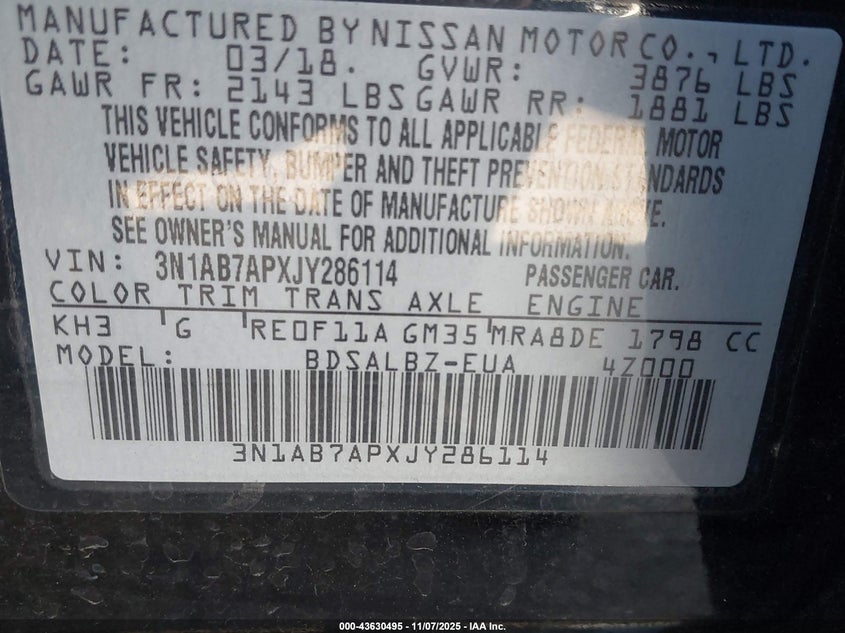 MANUFACTURED BY NISSAN MOTOR CO., LTD.
DATE: 03/18. GVWR: 3876 LBS
GAWR FR: 2143 LBS GAWR RR: 1881 LBS
THIS VEHICLE CONFORMS TO ALL APPLICABLE FEDERAL MOTOR
VEHICLE SAFETY, BUMPER AND THEFT PREVENTION STANDARDS
IN EFFECT ON THE DATE OF MANUFACTURE SHOWN ABOVE.
SEE OWNER'S MANUAL FOR ADDITIONAL INFORMATION.
VIN: 3N1AB7APXJY286114 PASSENGER CAR.
COLOR TRIM TRANS AXLE ENGINE
KH3 G RE0F11A GM35 MRA8DE 1798 CC
MODEL: BDSALBZ-EUA 4Z000
3N1AB7APXJY286114
000-43630495 - 11/07/2025 - IAA Inc.